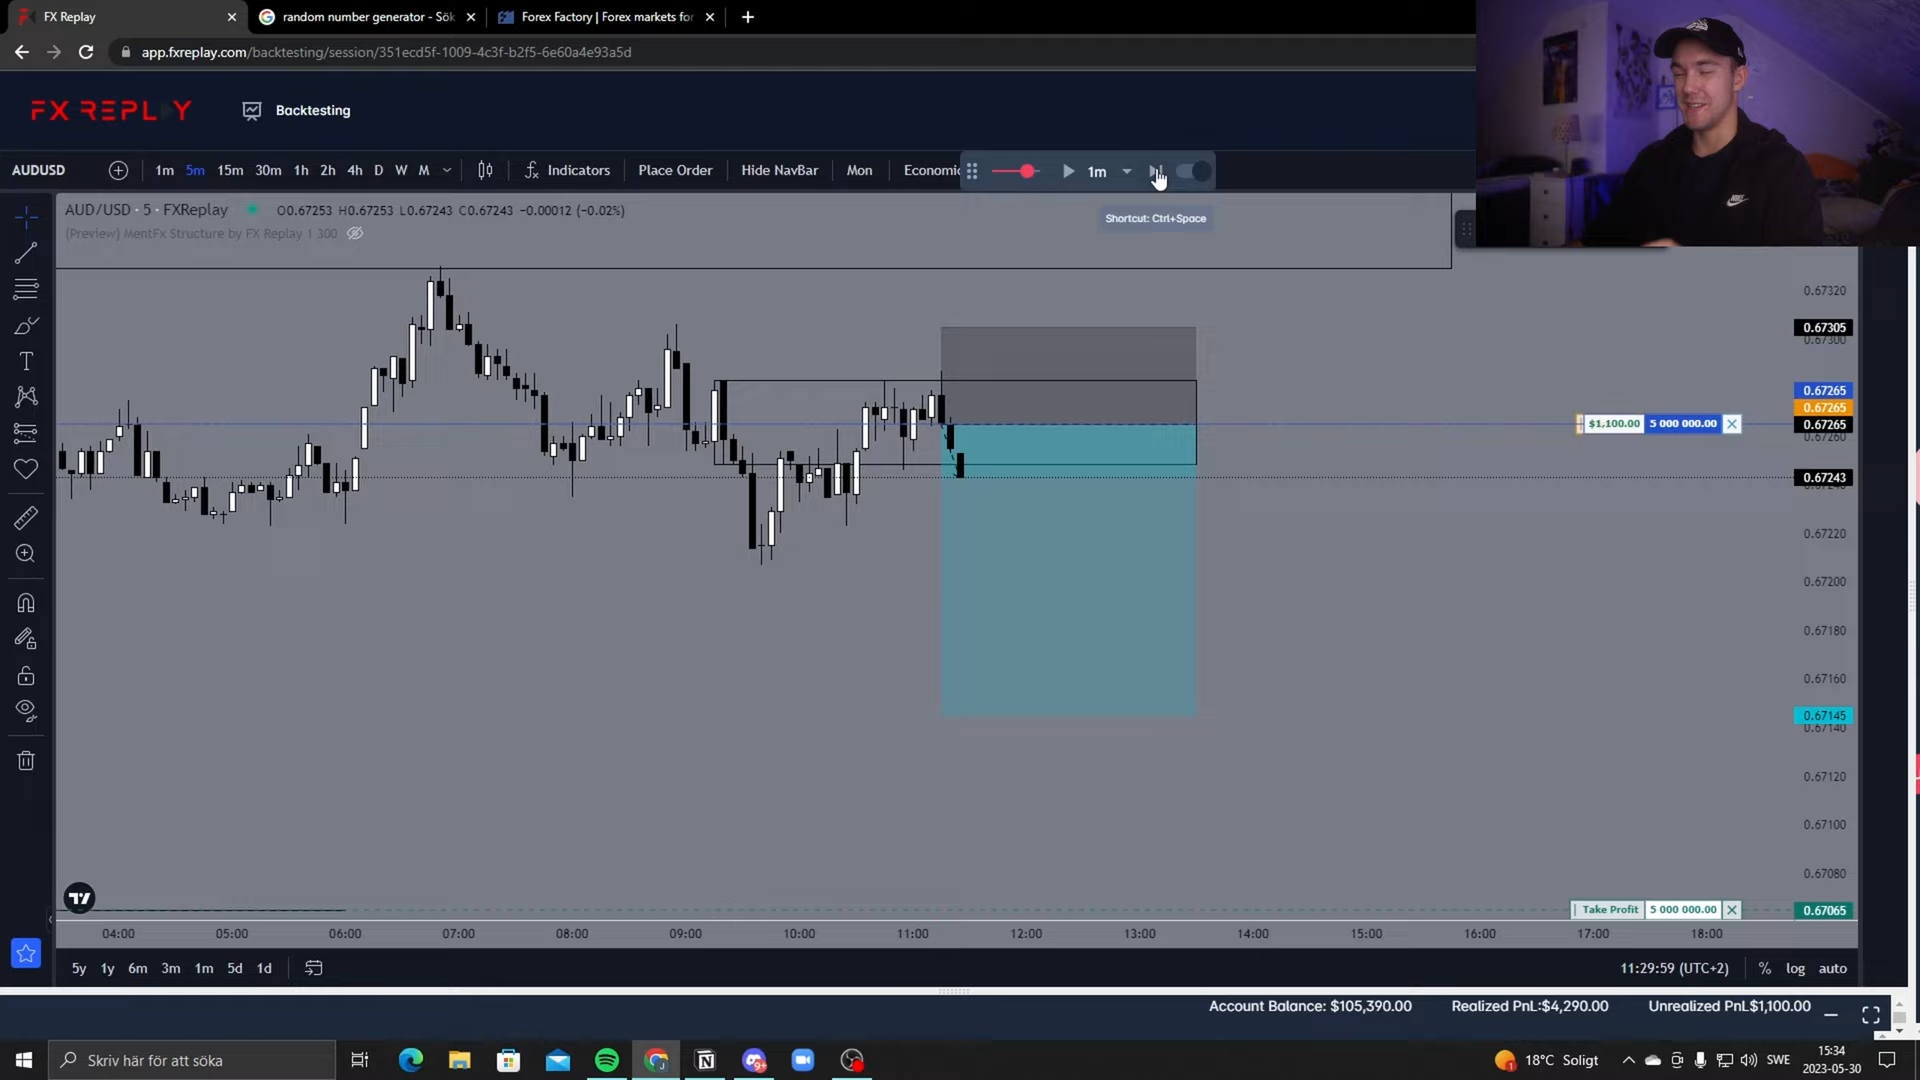 FX Replay
random number generator - Sök
Forex Factory | Forex markets for
app.fxreplay.com/backtesting/session/351ecd5f-1009-4c3f-b2f5-6e60a4e93a5d
FX REPLAY
Backtesting
AUDUSD
1m 5m 15m 30m 1h 2h 4h D W M
Indicators
Place Order
Hide NavBar
Mon
Economic
1m
Shortcut: Ctrl+Space
AUD/USD · 5 · FXReplay
O0.67253 H0.67253 L0.67243 C0.67243 −0.00012 (−0.02%)
(Preview) MentFx Structure by FX Replay 1 300
0.67320
0.67305
0.67300
0.67265
0.67265
0.67265
$1,100.00 5 000 000.00
0.67260
0.67243
0.67220
0.67200
0.67180
0.67160
0.67145
0.67140
0.67120
0.67100
0.67080
Take Profit 5 000 000.00
0.67065
04:00 05:00 06:00 07:00 08:00 09:00 10:00 11:00 12:00 13:00 14:00 15:00 16:00 17:00 18:00
5y 1y 6m 3m 1m 5d 1d
11:29:59 (UTC+2)
% log auto
Account Balance: $105,390.00
Realized PnL:$4,290.00
Unrealized PnL$1,100.00
Skriv här för att söka
18°C Soligt
SWE
15:34
2023-05-30